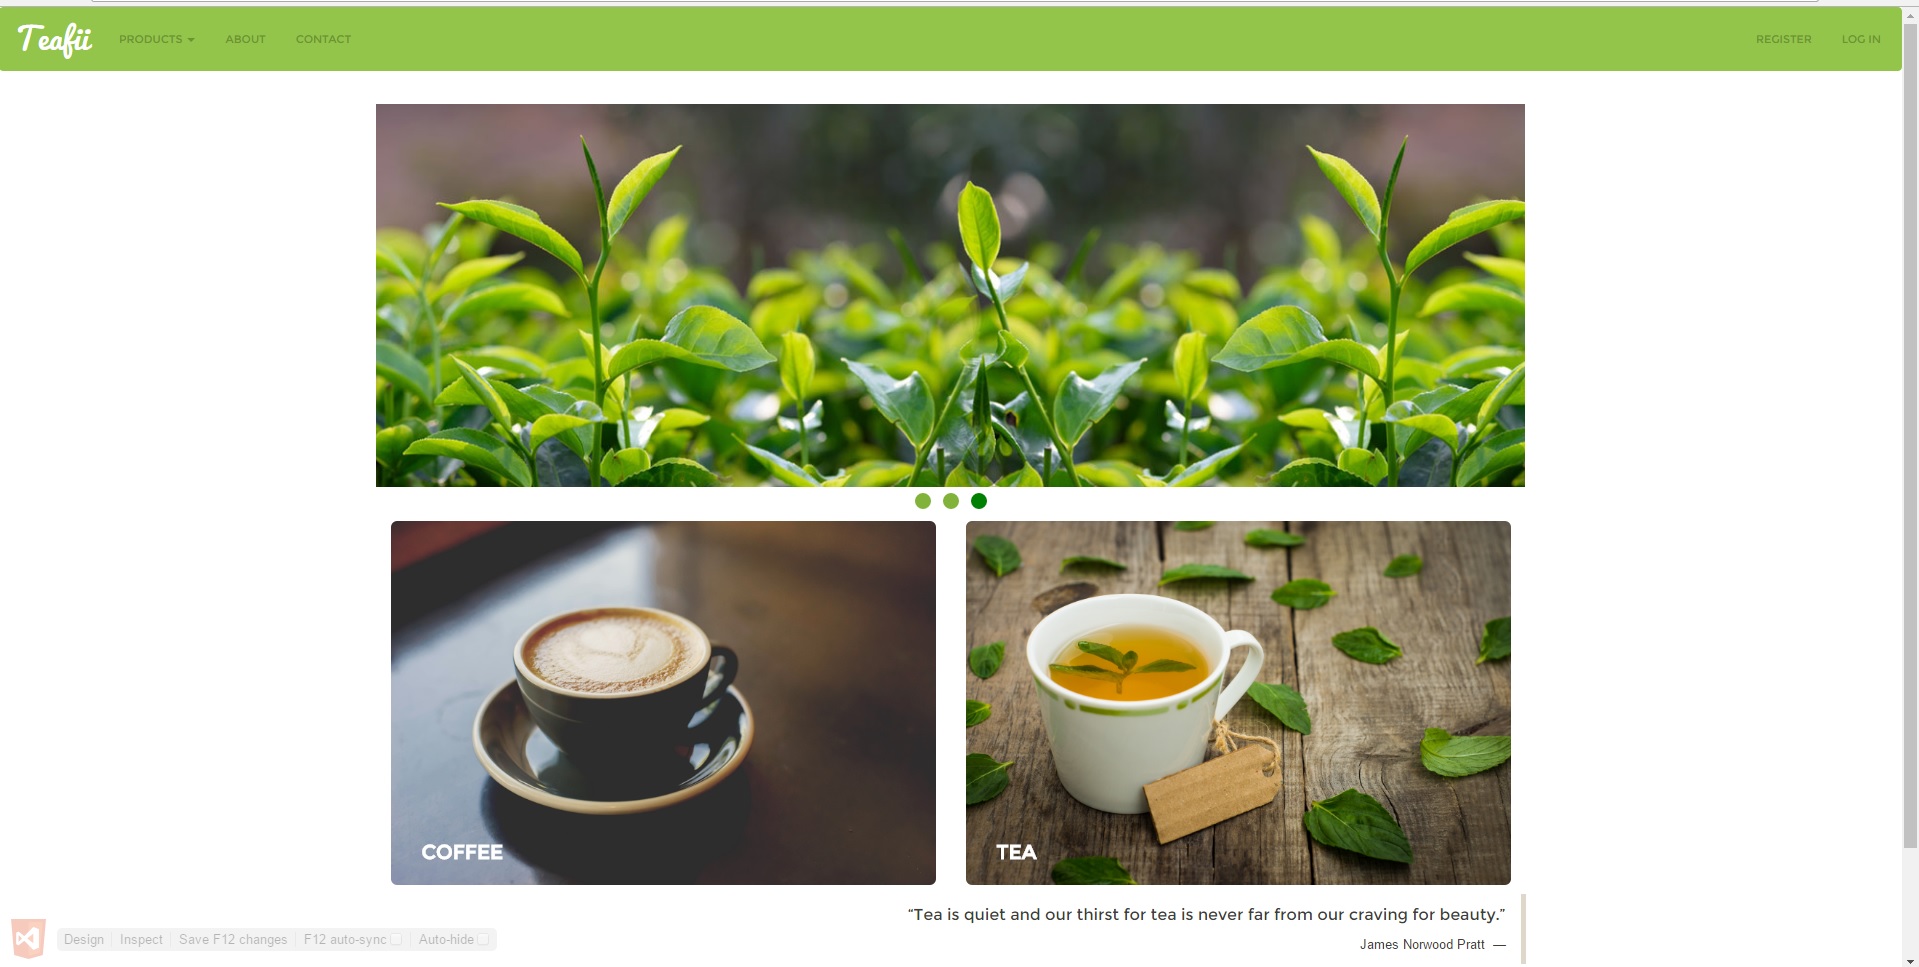 Teafii PRODUCTS ABOUT CONTACT REGISTER LOG IN
COFFEE
TEA
“Tea is quiet and our thirst for tea is never far from our craving for beauty.”
James Norwood Pratt —
Design Inspect Save F12 changes F12 auto-sync Auto-hide